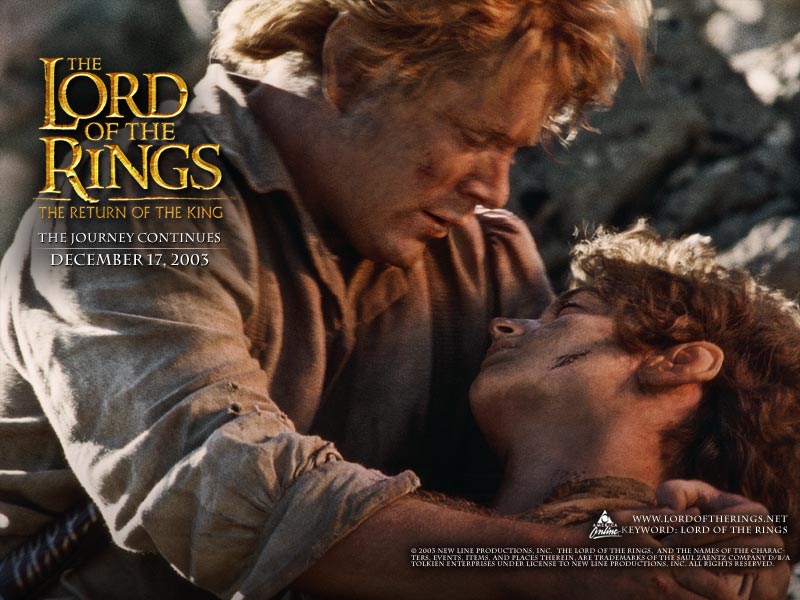 THE
LORD
OF THE
RINGS
THE RETURN OF THE KING
THE JOURNEY CONTINUES
DECEMBER 17, 2003
AMERICA
Online
WWW.LORDOFTHERINGS.NET
KEYWORD: LORD OF THE RINGS
© 2003 NEW LINE PRODUCTIONS, INC. THE LORD OF THE RINGS, AND THE NAMES OF THE CHARAC-
TERS, EVENTS, ITEMS, AND PLACES THEREIN, ARE TRADEMARKS OF THE SAUL ZAENTZ COMPANY D/B/A
TOLKIEN ENTERPRISES UNDER LICENSE TO NEW LINE PRODUCTIONS, INC. ALL RIGHTS RESERVED.